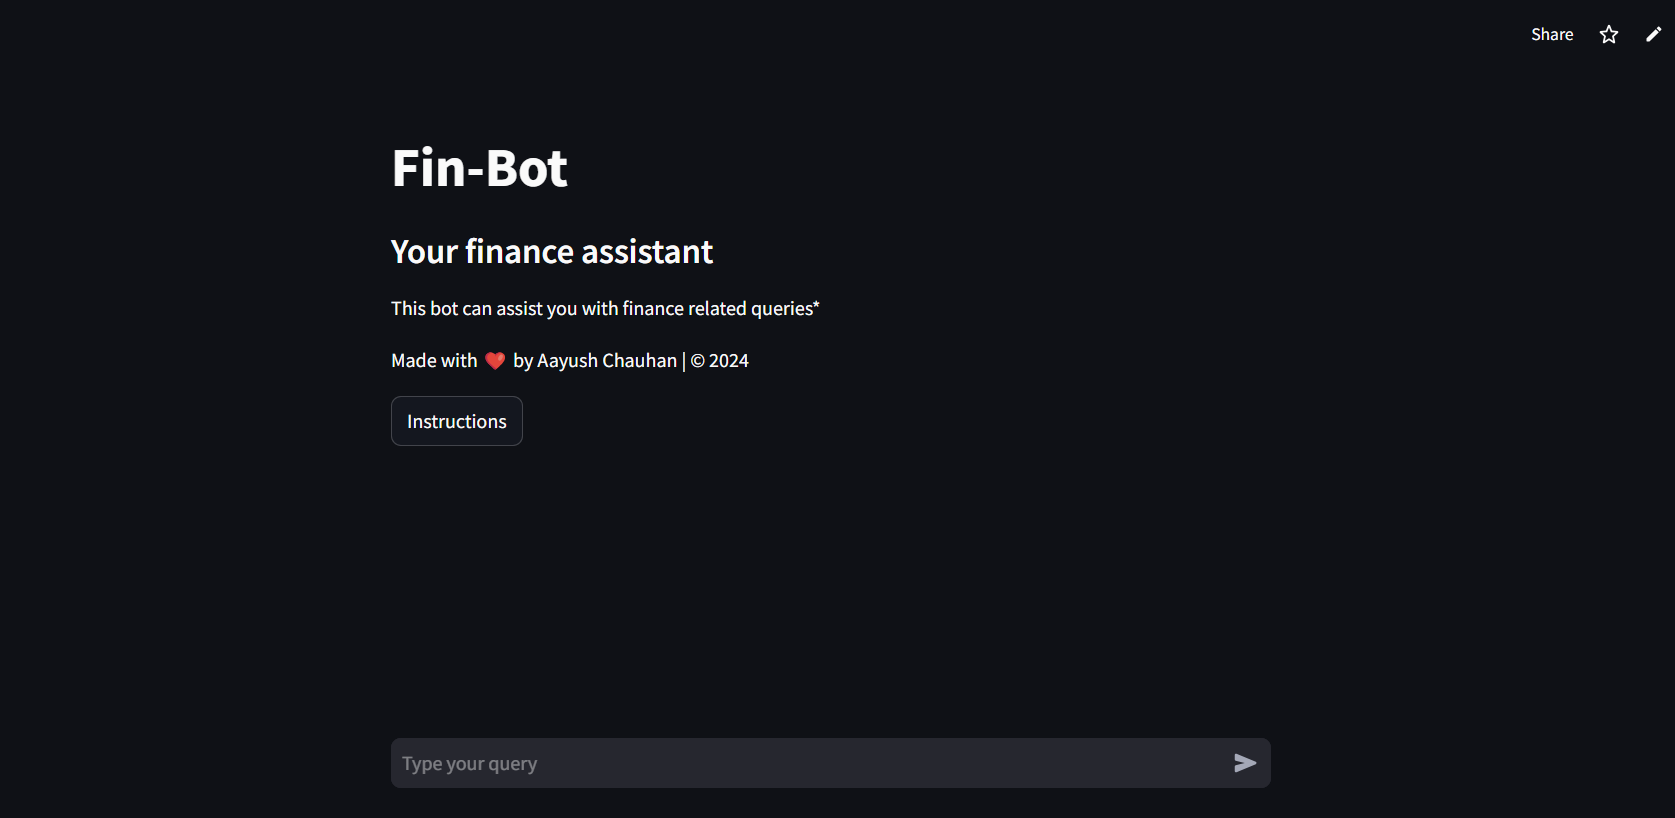 Share
Fin-Bot
Your finance assistant
This bot can assist you with finance related queries*
Made with ❤️ by Aayush Chauhan | © 2024
Instructions
Type your query